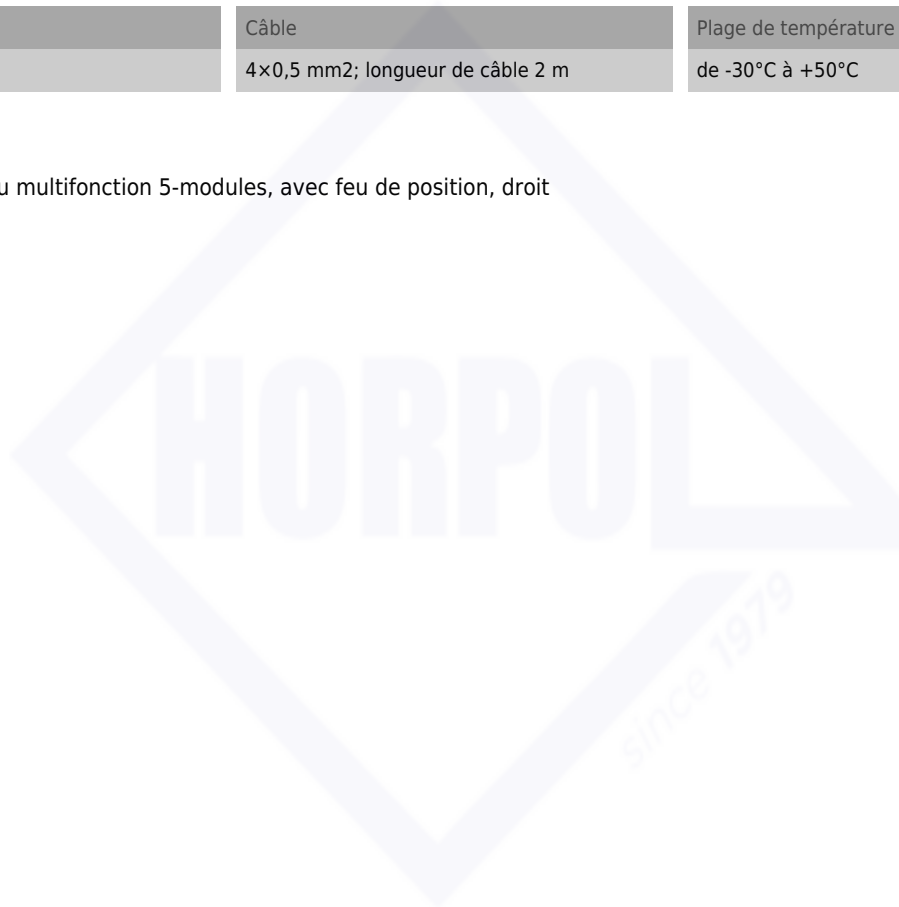 Câble
Plage de température
4×0,5 mm2; longueur de câble 2 m
de -30°C à +50°C
u multifonction 5-modules, avec feu de position, droit
HORPOL
since 1979